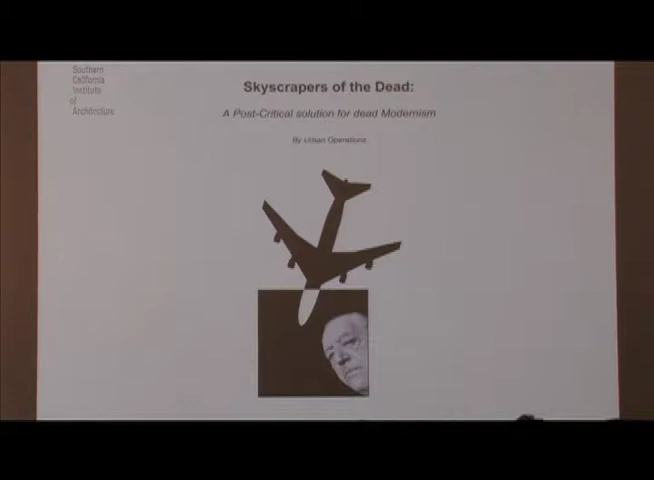 Southern
California
Institute
of
Architecture
Skyscrapers of the Dead:
A Post-Critical solution for dead Modernism
By Urban Operations